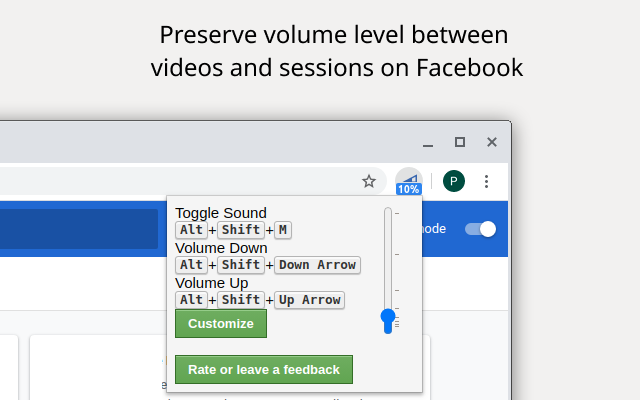 Preserve volume level between
videos and sessions on Facebook
P
10%
Toggle Sound
Alt+Shift+M
Volume Down
Alt+Shift+Down Arrow
Volume Up
Alt+Shift+Up Arrow
Customize
Rate or leave a feedback